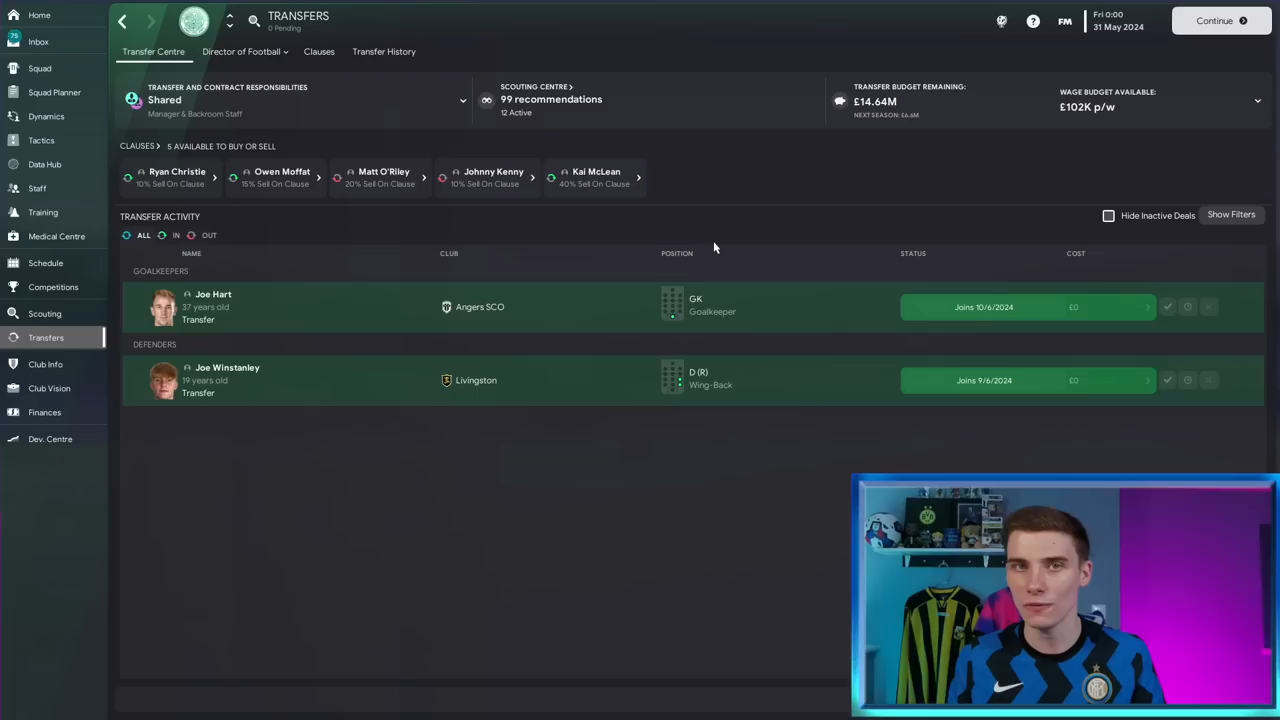 Home
75
Inbox
Squad
Squad Planner
Dynamics
Tactics
Data Hub
Staff
Training
Medical Centre
Schedule
Competitions
Scouting
Transfers
Club Info
Club Vision
Finances
Dev. Centre
TRANSFERS
0 Pending
FM
Fri 0:00
31 May 2024
Continue
Transfer Centre
Director of Football
Clauses
Transfer History
TRANSFER AND CONTRACT RESPONSIBILITIES
Shared
Manager & Backroom Staff
SCOUTING CENTRE
99 recommendations
12 Active
TRANSFER BUDGET REMAINING:
£14.64M
NEXT SEASON: £6.6M
WAGE BUDGET AVAILABLE:
£102K p/w
CLAUSES 5 AVAILABLE TO BUY OR SELL
Ryan Christie
10% Sell On Clause
Owen Moffat
15% Sell On Clause
Matt O'Riley
20% Sell On Clause
Johnny Kenny
10% Sell On Clause
Kai McLean
40% Sell On Clause
TRANSFER ACTIVITY
Hide Inactive Deals
Show Filters
ALL IN OUT
NAME CLUB POSITION STATUS COST
GOALKEEPERS
Joe Hart
37 years old
Transfer
Angers SCO
GK
Goalkeeper
Joins 10/6/2024 £0
DEFENDERS
Joe Winstanley
19 years old
Transfer
Livingston
D (R)
Wing-Back
Joins 9/6/2024 £0
BVB
09